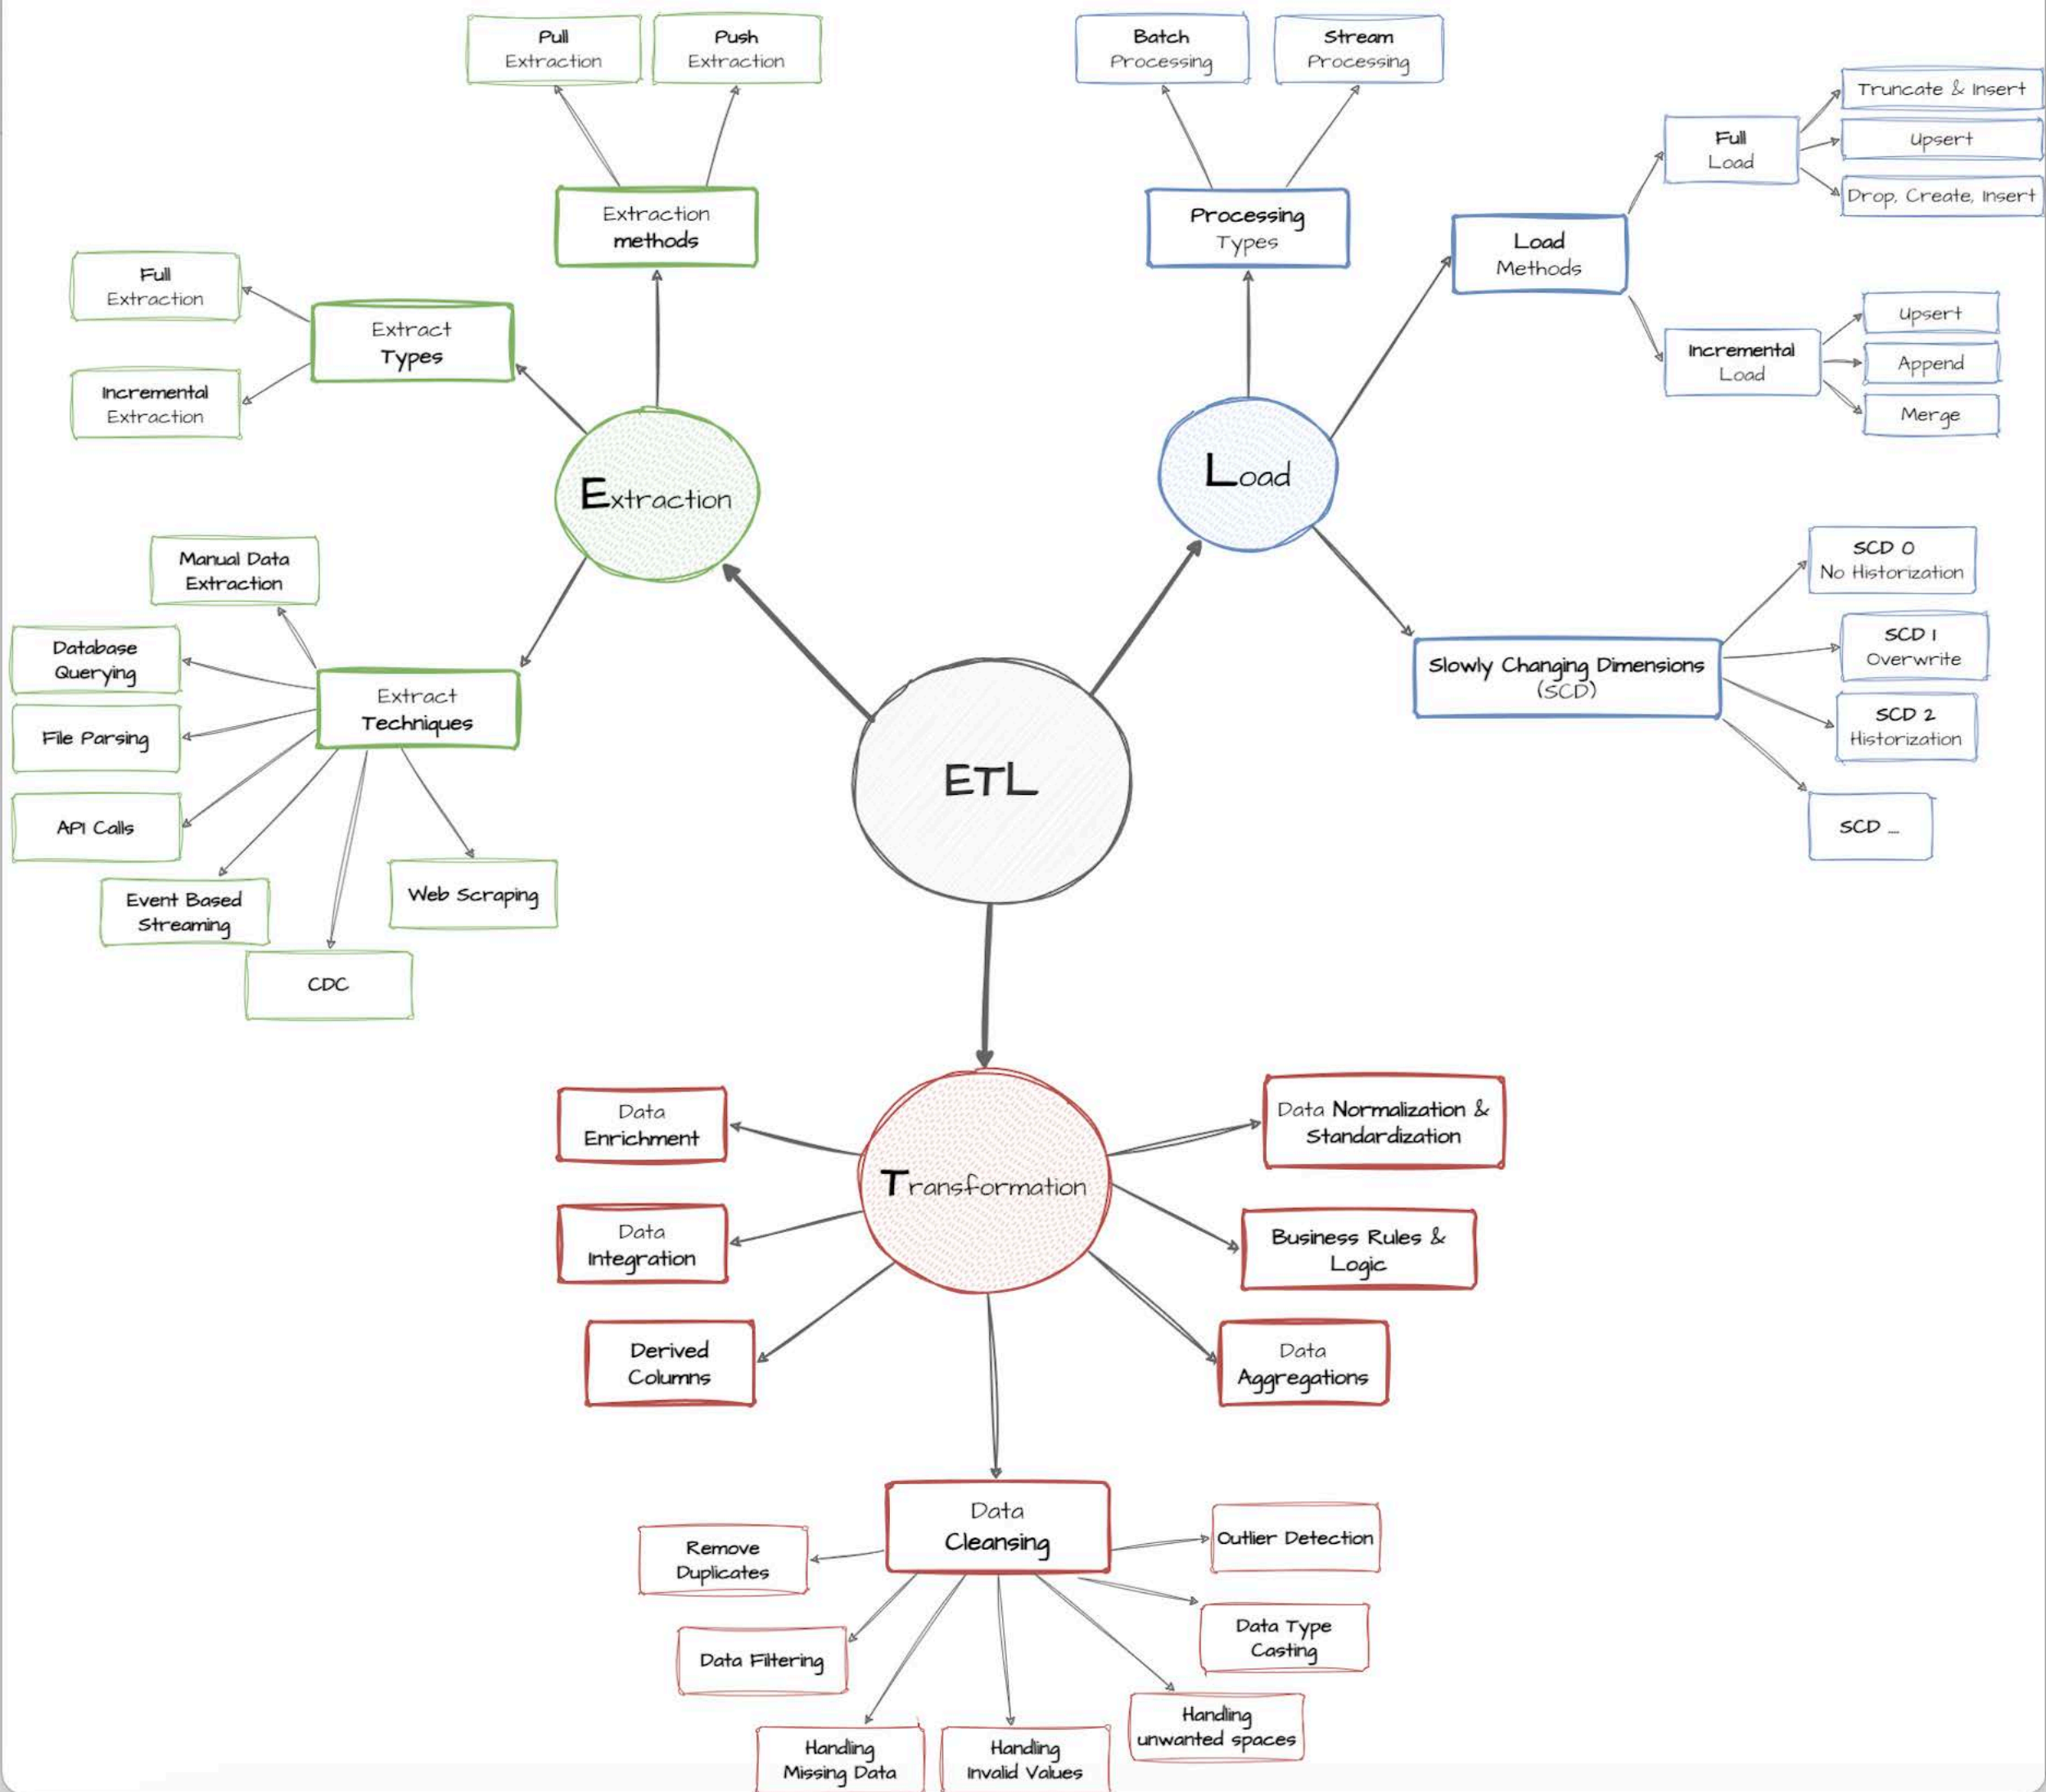 Pull
Extraction
Push
Extraction
Extraction
methods
Full
Extraction
Incremental
Extraction
Extract
Types
Extraction
Manual Data
Extraction
Database
Querying
File Parsing
API Calls
Event Based
Streaming
CDC
Web Scraping
Extract
Techniques
Batch
Processing
Stream
Processing
Processing
Types
Load
Methods
Full
Load
Truncate & Insert
Upsert
Drop, Create, Insert
Incremental
Load
Upsert
Append
Merge
Load
Slowly Changing Dimensions
(SCD)
SCD 0
No Historization
SCD 1
Overwrite
SCD 2
Historization
SCD ...
ETL
Transformation
Data
Enrichment
Data
Integration
Derived
Columns
Data Normalization &
Standardization
Business Rules &
Logic
Data
Aggregations
Data
Cleansing
Remove
Duplicates
Data Filtering
Handling
Missing Data
Handling
Invalid Values
Handling
unwanted spaces
Data Type
Casting
Outlier Detection